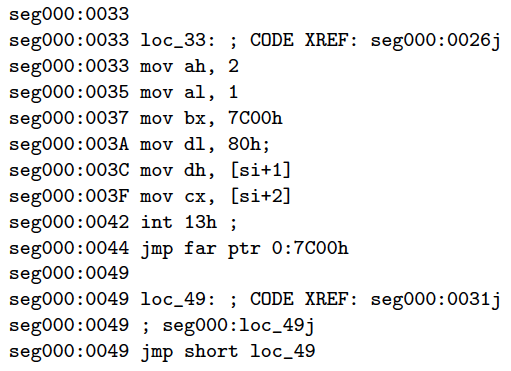 seg000:0033
seg000:0033 loc_33: ; CODE XREF: seg000:0026j
seg000:0033 mov ah, 2
seg000:0035 mov al, 1
seg000:0037 mov bx, 7C00h
seg000:003A mov dl, 80h;
seg000:003C mov dh, [si+1]
seg000:003F mov cx, [si+2]
seg000:0042 int 13h ;
seg000:0044 jmp far ptr 0:7C00h
seg000:0049
seg000:0049 loc_49: ; CODE XREF: seg000:0031j
seg000:0049 ; seg000:loc_49j
seg000:0049 jmp short loc_49